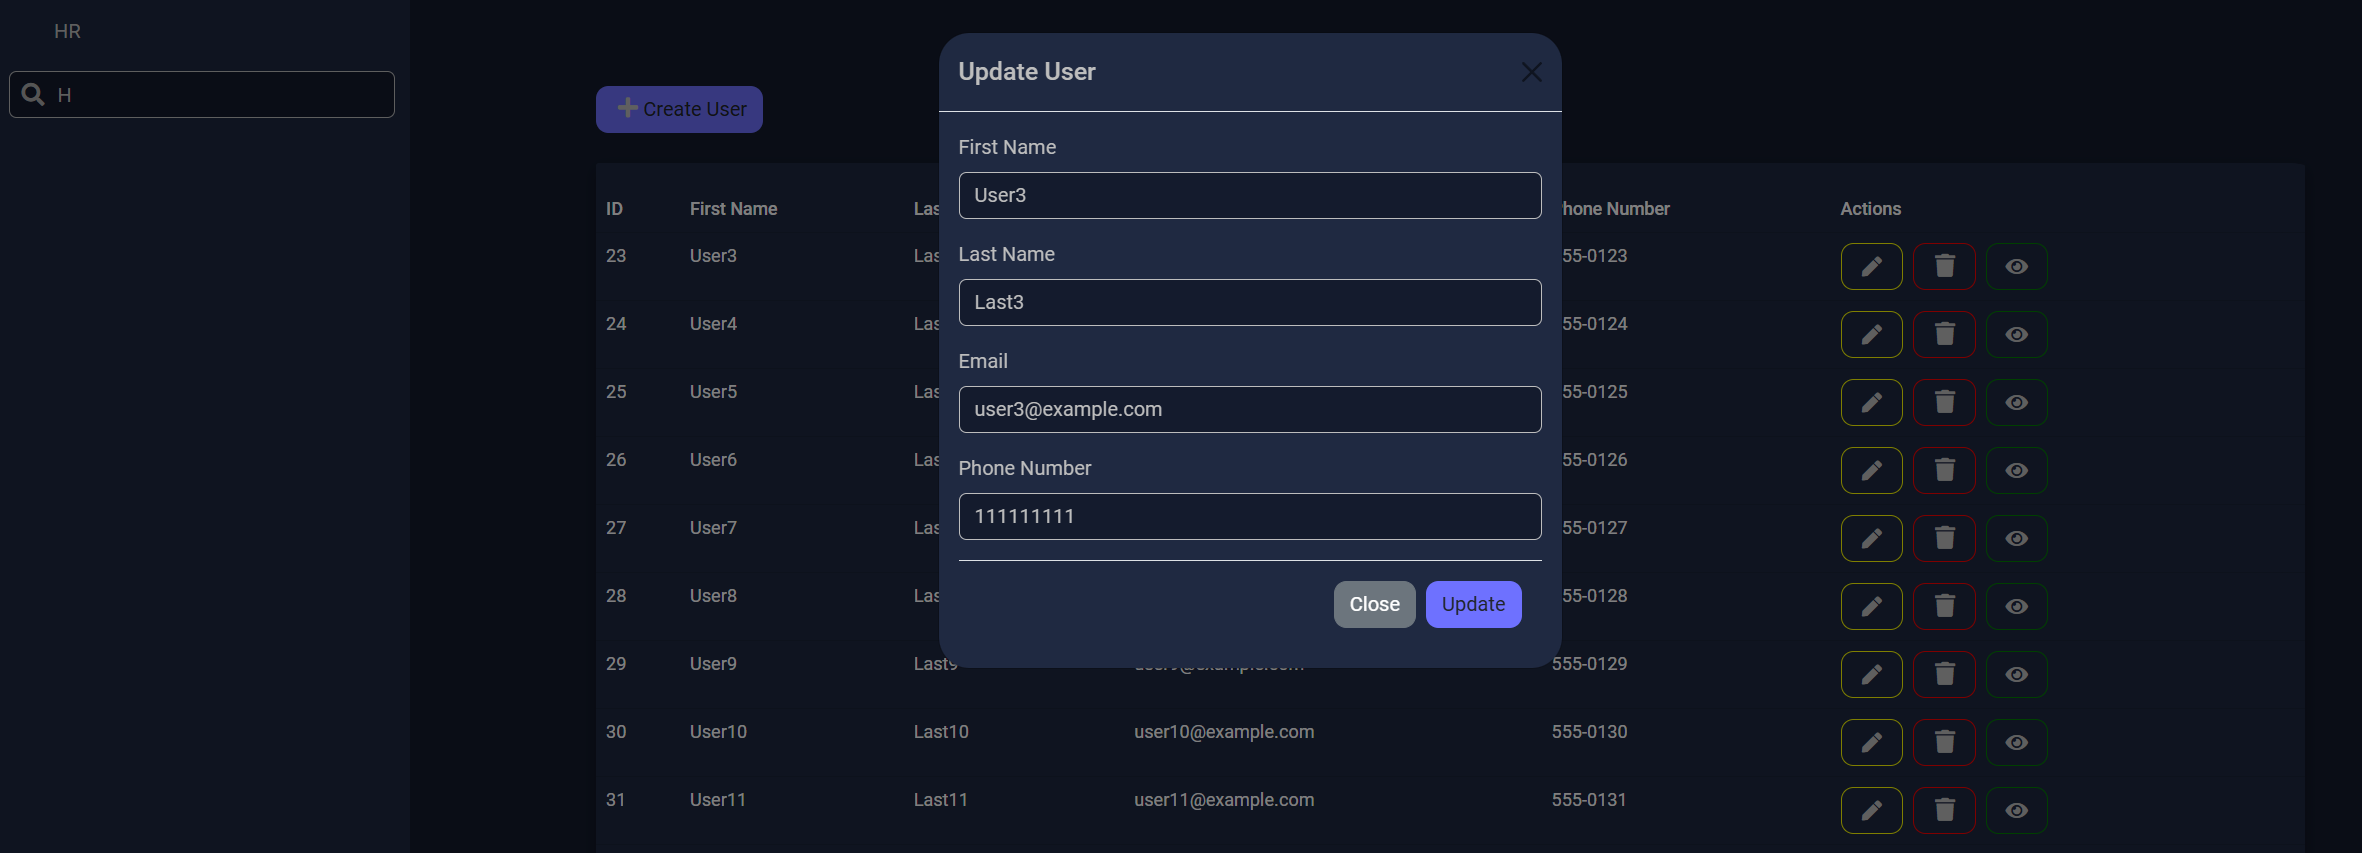 HR
H
Create User
Update User
First Name
User3
Last Name
Last3
Email
user3@example.com
Phone Number
111111111
Close Update
ID First Name Las hone Number Actions
23 User3 Las 55-0123
24 User4 Las 55-0124
25 User5 Las 55-0125
26 User6 Las 55-0126
27 User7 Las 55-0127
28 User8 Las 55-0128
29 User9 Last9 user9@example.com 555-0129
30 User10 Last10 user10@example.com 555-0130
31 User11 Last11 user11@example.com 555-0131